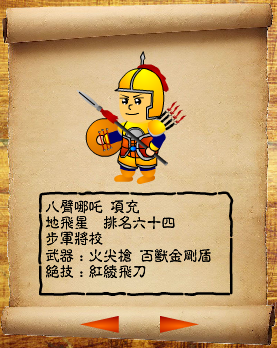 八臂哪吒 項充
地飛星　排名六十四
步軍將校
武器：火尖槍 百獸金剛盾
絕技：紅綾飛刀